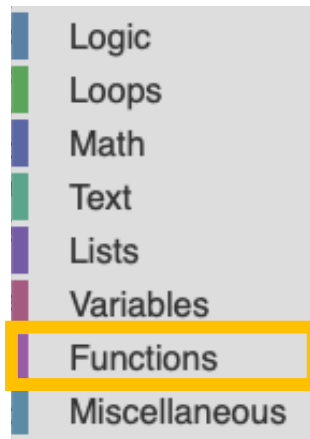 Logic
Loops
Math
Text
Lists
Variables
Functions
Miscellaneous